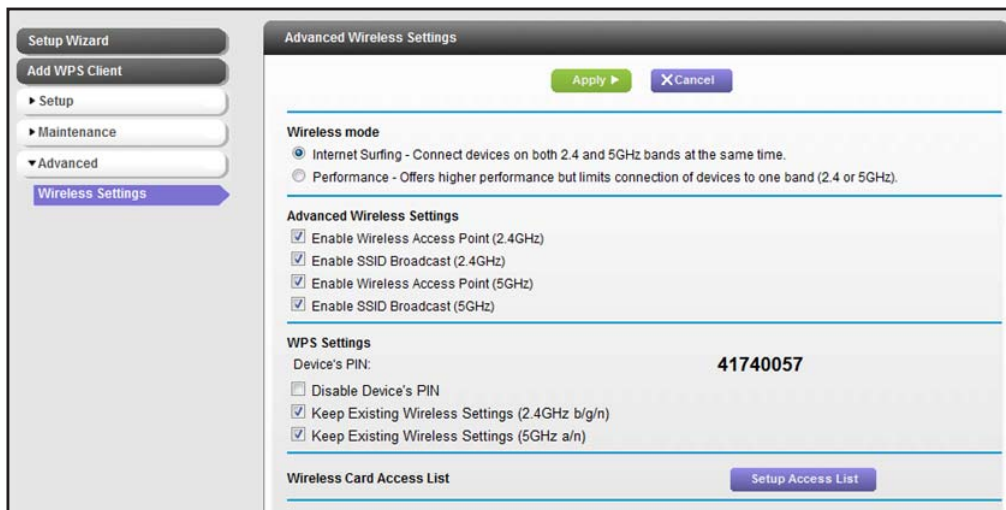 Setup Wizard
Add WPS Client
Setup
Maintenance
Advanced
Wireless Settings
Advanced Wireless Settings
Apply
Cancel
Wireless mode
Internet Surfing - Connect devices on both 2.4 and 5GHz bands at the same time.
Performance - Offers higher performance but limits connection of devices to one band (2.4 or 5GHz).
Advanced Wireless Settings
Enable Wireless Access Point (2.4GHz)
Enable SSID Broadcast (2.4GHz)
Enable Wireless Access Point (5GHz)
Enable SSID Broadcast (5GHz)
WPS Settings
Device's PIN: 41740057
Disable Device's PIN
Keep Existing Wireless Settings (2.4GHz b/g/n)
Keep Existing Wireless Settings (5GHz a/n)
Wireless Card Access List Setup Access List